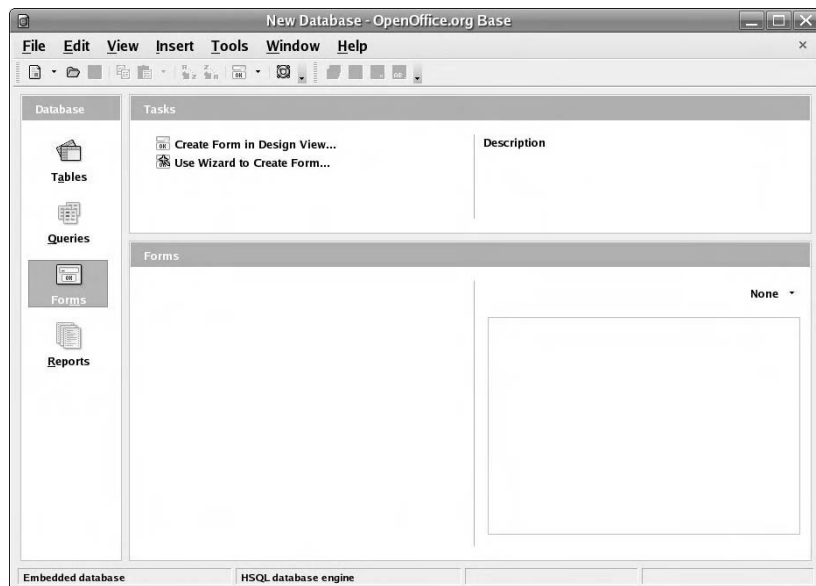 New Database - OpenOffice.org Base
File Edit View Insert Tools Window Help
Database
Tasks
Create Form in Design View...
Use Wizard to Create Form...
Description
Tables
Queries
Forms
Reports
Forms
None
Embedded database
HSQL database engine